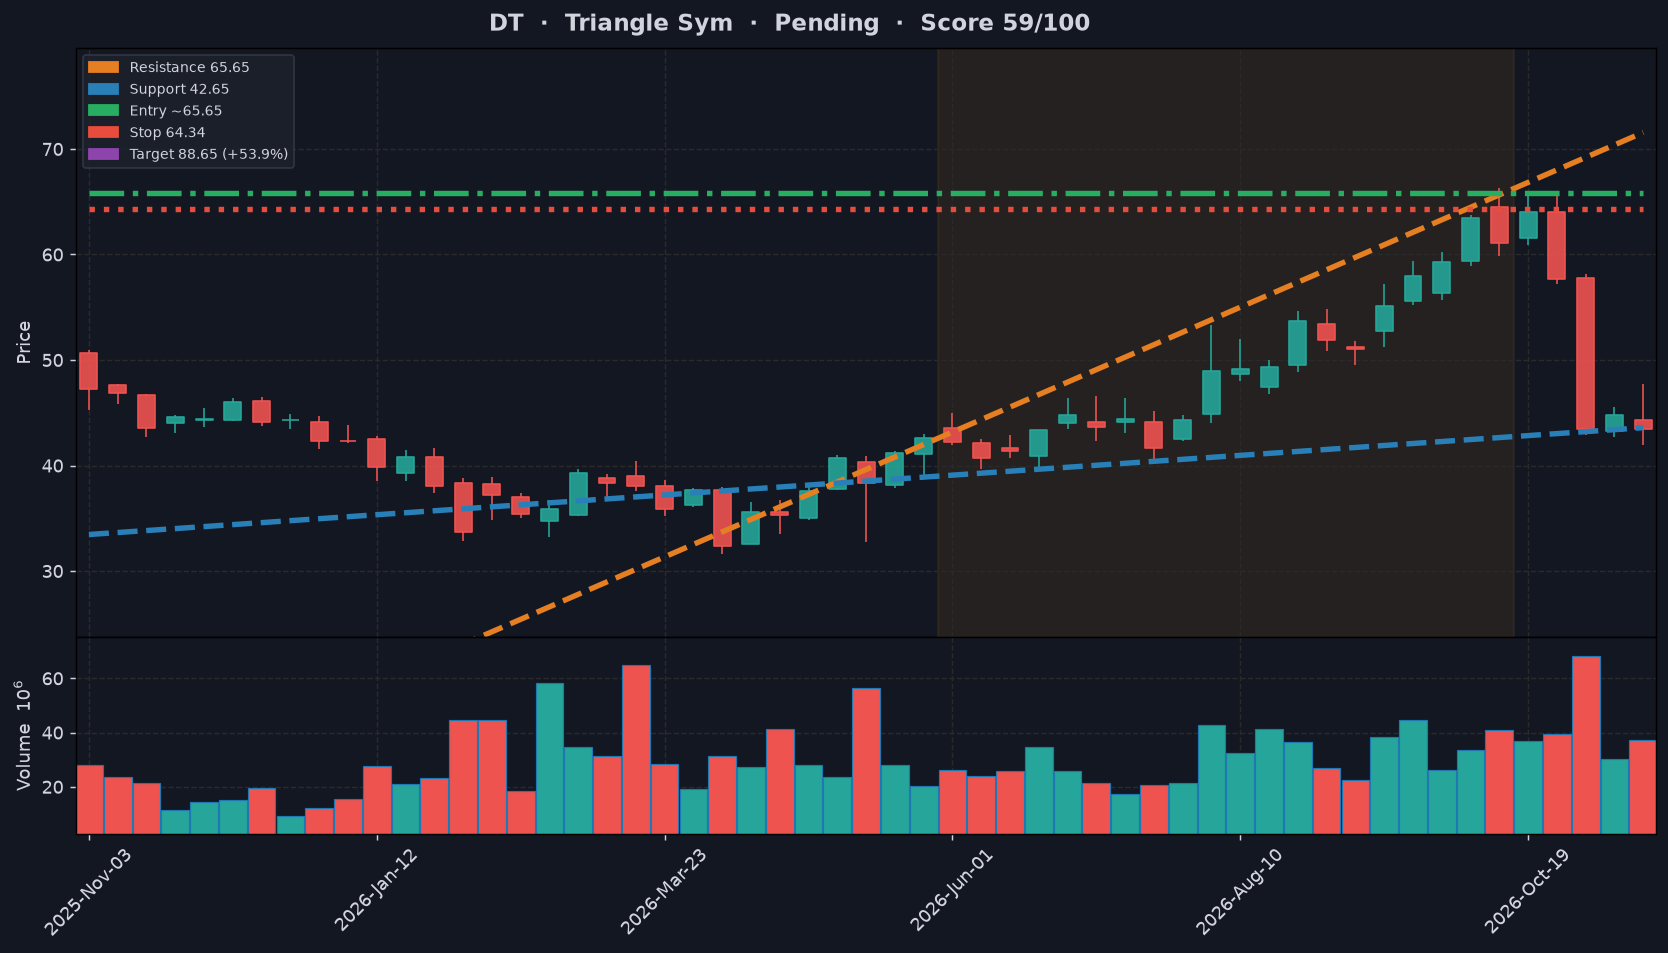 DT · Triangle Sym · Pending · Score 59/100
Resistance 65.65
Support 42.65
Entry ~65.65
Stop 64.34
Target 88.65 (+53.9%)
70
60
50
40
30
Price
60
40
20
Volume 10⁶
2025-Nov-03
2026-Jan-12
2026-Mar-23
2026-Jun-01
2026-Aug-10
2026-Oct-19